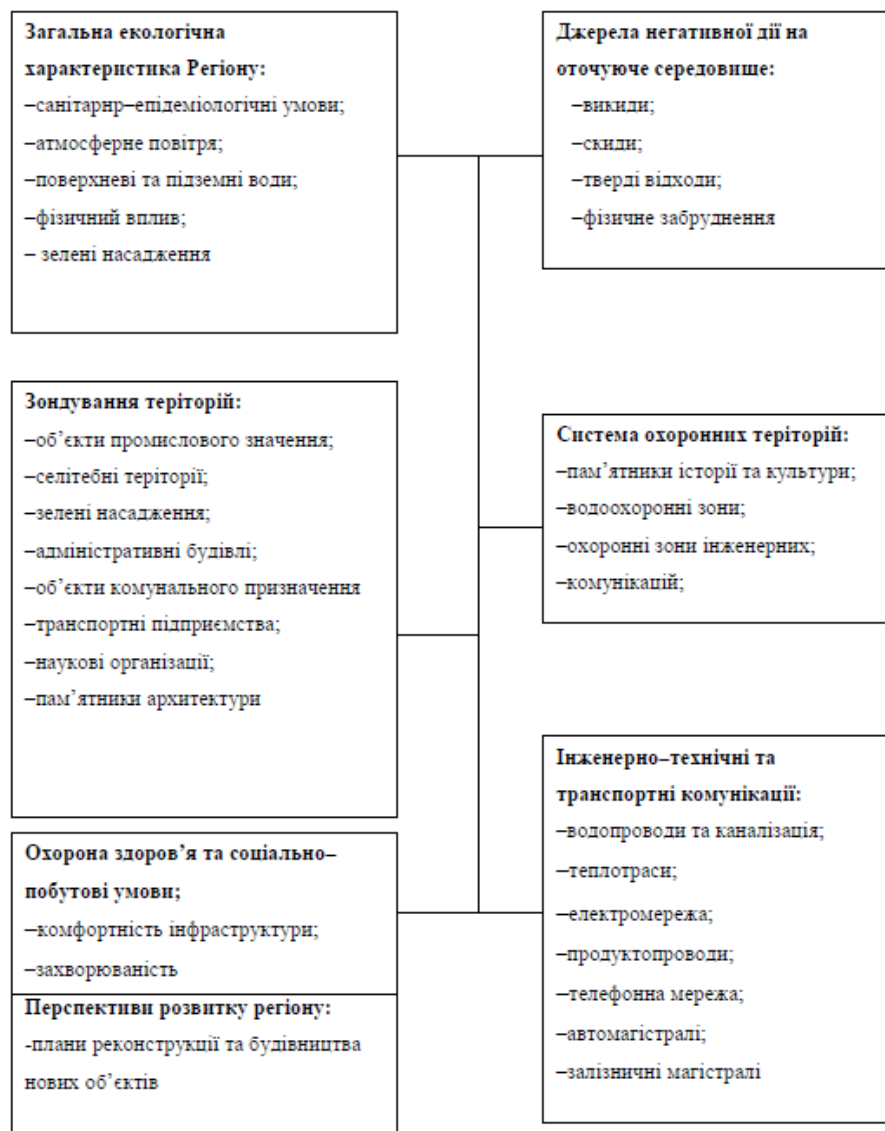 Загальна екологічна
характеристика Регіону:
–санітарнр–епідеміологічні умови;
–атмосферне повітря;
–поверхневі та підземні води;
–фізичний вплив;
– зелені насадження
Джерела негативної дії на
оточуюче середовище:
–викиди;
–скиди;
–тверді відходи;
–фізичне забруднення
Зондування теріторій:
–об’єкти промислового значення;
–селітебні теріторії;
–зелені насадження;
–адміністративні будівлі;
–об’єкти комунального призначення
–транспортні підприємства;
–наукові організації;
–пам’ятники архитектури
Система охоронних теріторій:
–пам’ятники історії та культури;
–водоохоронні зони;
–охоронні зони інженерних;
–комунікацій;
Охорона здоров’я та соціально–
побутові умови;
–комфортність інфраструктури;
–захворюваність
Перспективи розвитку регіону:
-плани реконструкції та будівництва
нових об’єктів
Інженерно–технічні та
транспортні комунікації:
–водопроводи та каналізація;
–теплотраси;
–електромережа;
–продуктопроводи;
–телефонна мережа;
–автомагістралі;
–залізничні магістралі